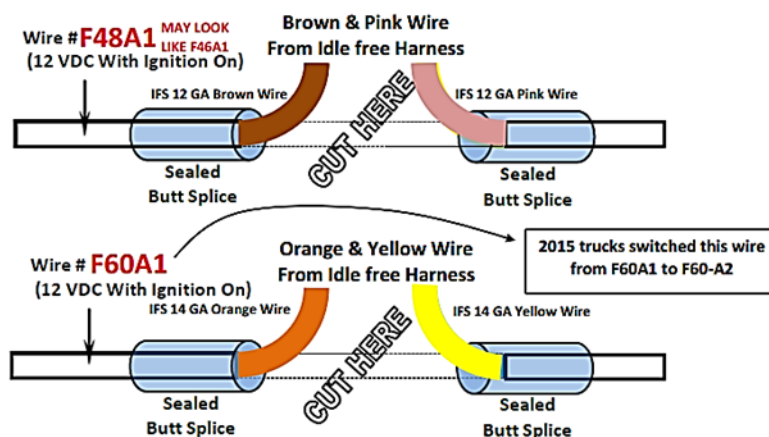 Wire # F48A1 MAY LOOK
LIKE F46A1
(12 VDC With Ignition On)
Brown & Pink Wire
From Idle free Harness
IFS 12 GA Brown Wire
IFS 12 GA Pink Wire
CUT HERE
Sealed
Butt Splice
Sealed
Butt Splice
Wire # F60A1
(12 VDC With Ignition On)
Orange & Yellow Wire
From Idle free Harness
2015 trucks switched this wire
from F60A1 to F60-A2
IFS 14 GA Orange Wire
IFS 14 GA Yellow Wire
CUT HERE
Sealed
Butt Splice
Sealed
Butt Splice